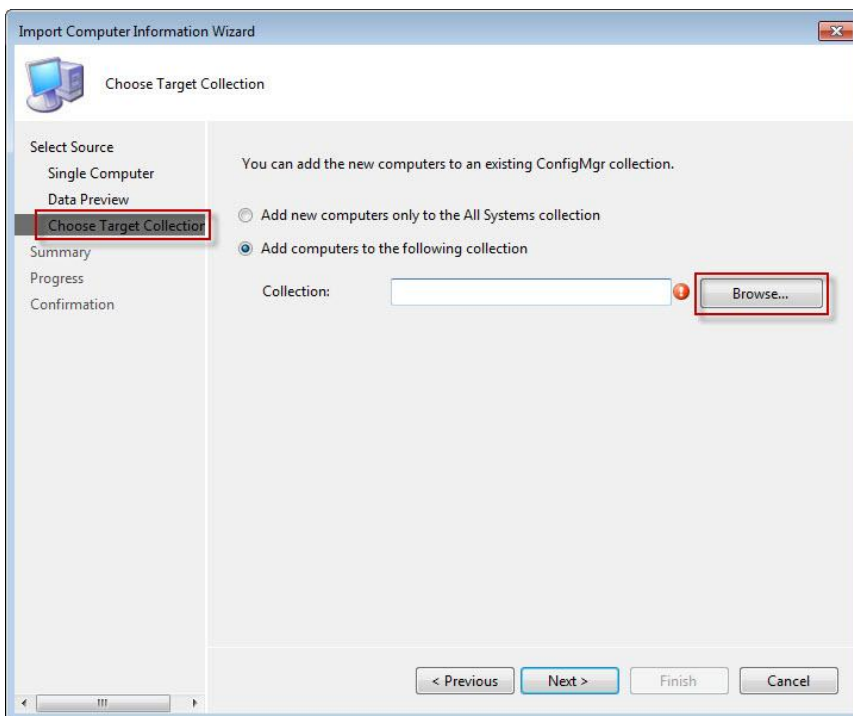 Import Computer Information Wizard
Choose Target Collection
Select Source
Single Computer
Data Preview
Choose Target Collection
Summary
Progress
Confirmation
You can add the new computers to an existing ConfigMgr collection.
Add new computers only to the All Systems collection
Add computers to the following collection
Collection:
Browse...
< Previous
Next >
Finish
Cancel